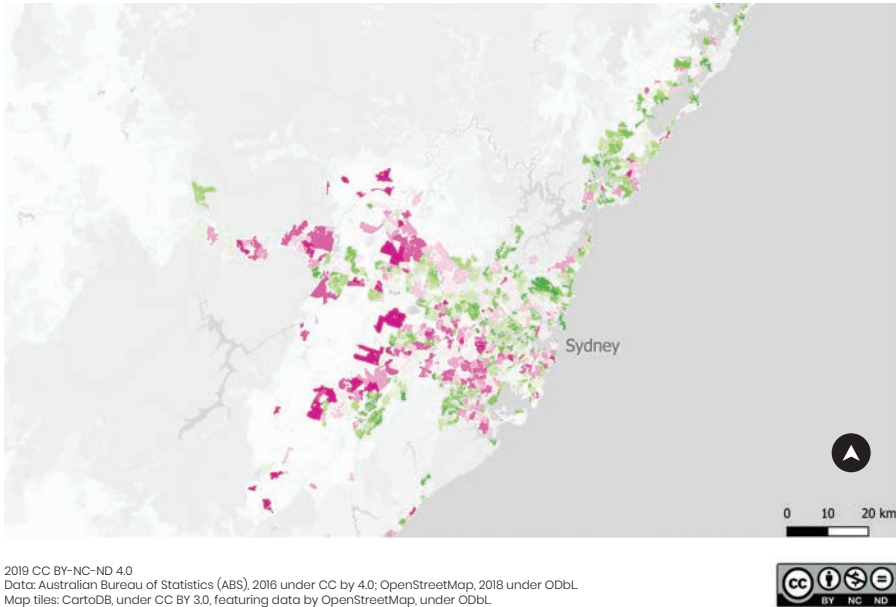 Sydney
0 10 20 km
2019 CC BY-NC-ND 4.0
Data: Australian Bureau of Statistics (ABS), 2016 under CC by 4.0; OpenStreetMap, 2018 under ODbL.
Map tiles: CartoDB, under CC BY 3.0, featuring data by OpenStreetMap, under ODbL.
cc
BY NC ND